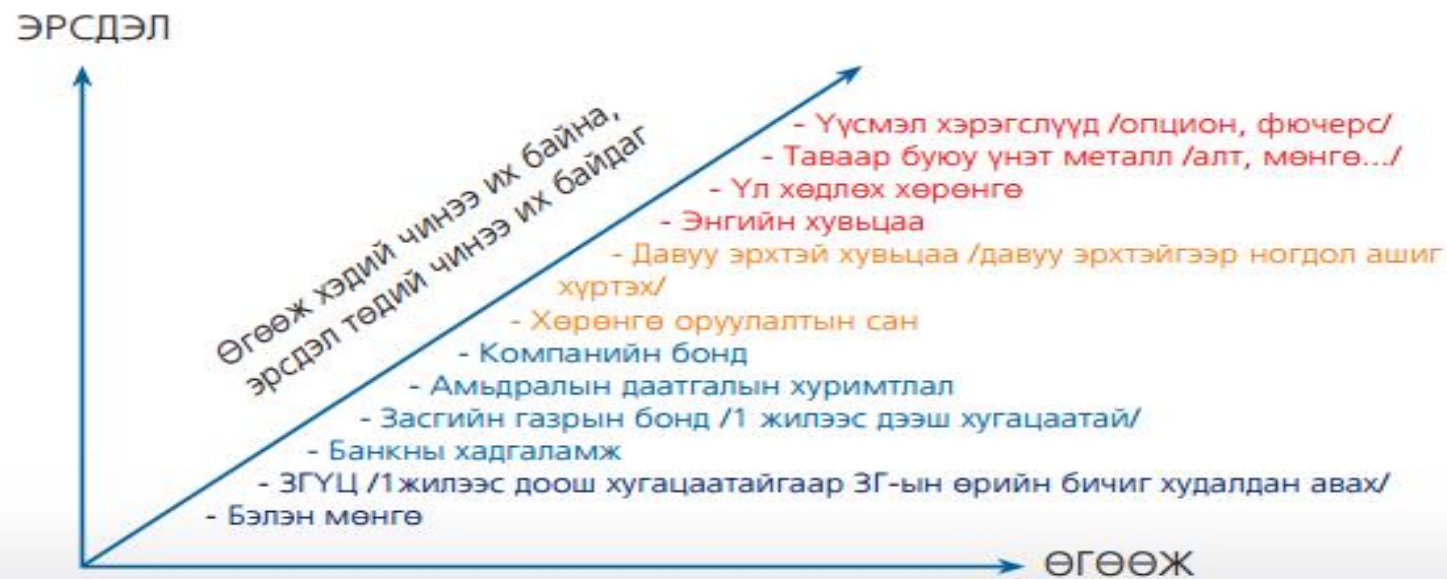 ЭРСДЭЛ
Өгөөж хэдий чинээ их байна,
эрсдэл төдий чинээ их байдаг
- Үүсмэл хэрэгслүүд /опцион, фючерс/
- Таваар буюу үнэт металл /алт, мөнгө.../
- Үл хөдлөх хөрөнгө
- Энгийн хувьцаа
- Давуу эрхтэй хувьцаа /давуу эрхтэйгээр ногдол ашиг
хүртэх/
- Хөрөнгө оруулалтын сан
- Компанийн бонд
- Амьдралын даатгалын хуримтлал
- Засгийн газрын бонд /1 жилээс дээш хугацаатай/
- Банкны хадгаламж
- ЗГҮЦ /1жилээс доош хугацаатайгаар ЗГ-ын өрийн бичиг худалдан авах/
- Бэлэн мөнгө
ӨГӨӨЖ